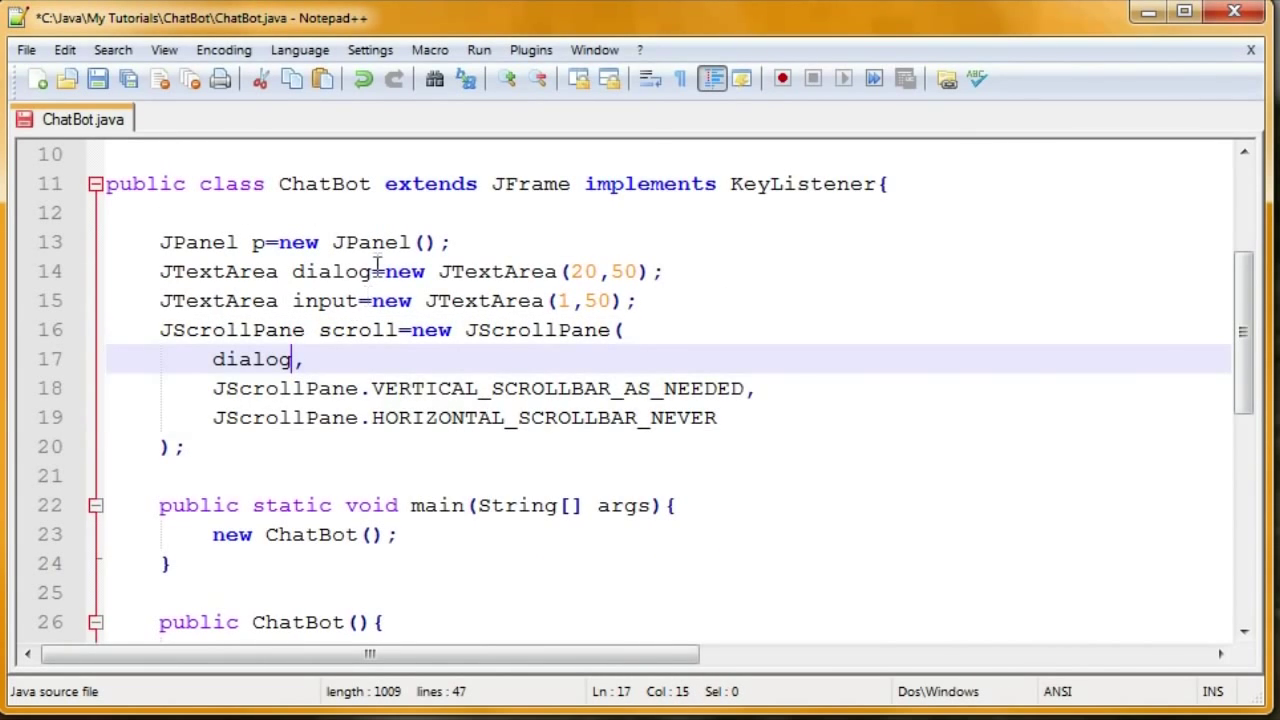 *C:\Java\My Tutorials\ChatBot\ChatBot.java - Notepad++
File Edit Search View Encoding Language Settings Macro Run Plugins Window ? X
ChatBot.java
10
11 public class ChatBot extends JFrame implements KeyListener{
12
13 JPanel p=new JPanel();
14 JTextArea dialog=new JTextArea(20,50);
15 JTextArea input=new JTextArea(1,50);
16 JScrollPane scroll=new JScrollPane(
17 dialog,
18 JScrollPane.VERTICAL_SCROLLBAR_AS_NEEDED,
19 JScrollPane.HORIZONTAL_SCROLLBAR_NEVER
20 );
21
22 public static void main(String[] args){
23 new ChatBot();
24 }
25
26 public ChatBot(){
Java source file length : 1009 lines : 47 Ln : 17 Col : 15 Sel : 0 Dos\Windows ANSI INS